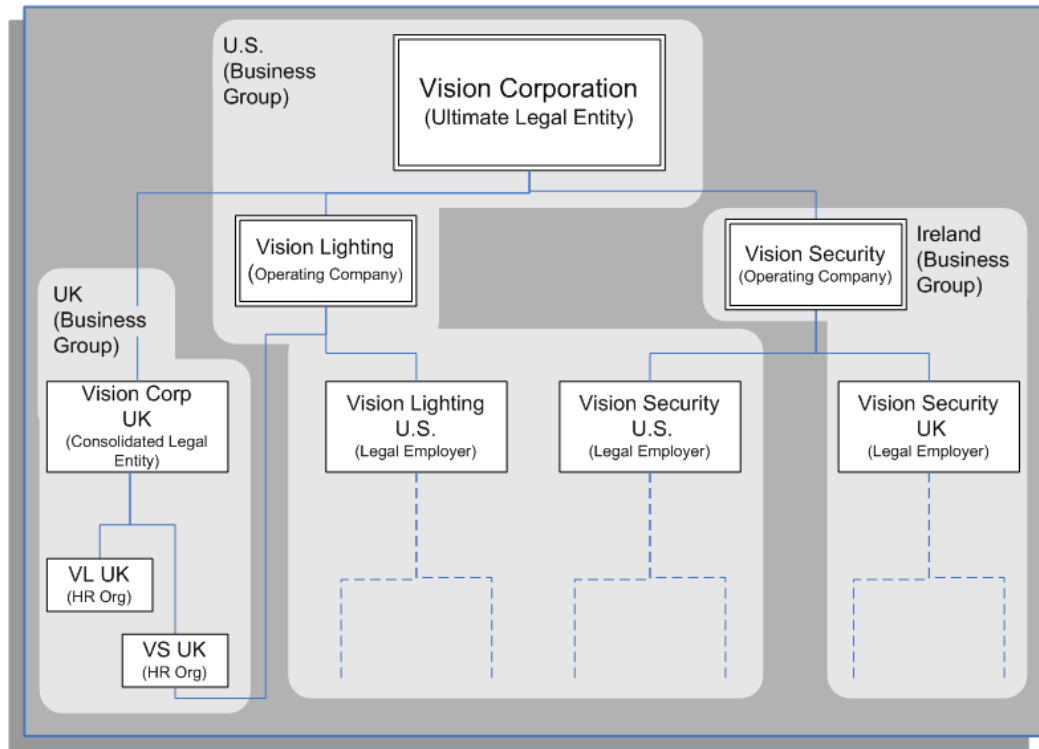 U.S.
(Business
Group)
Vision Corporation
(Ultimate Legal Entity)
Vision Lighting
(Operating Company)
Vision Security
(Operating Company)
Ireland
(Business
Group)
UK
(Business
Group)
Vision Corp
UK
(Consolidated Legal
Entity)
Vision Lighting
U.S.
(Legal Employer)
Vision Security
U.S.
(Legal Employer)
Vision Security
UK
(Legal Employer)
VL UK
(HR Org)
VS UK
(HR Org)